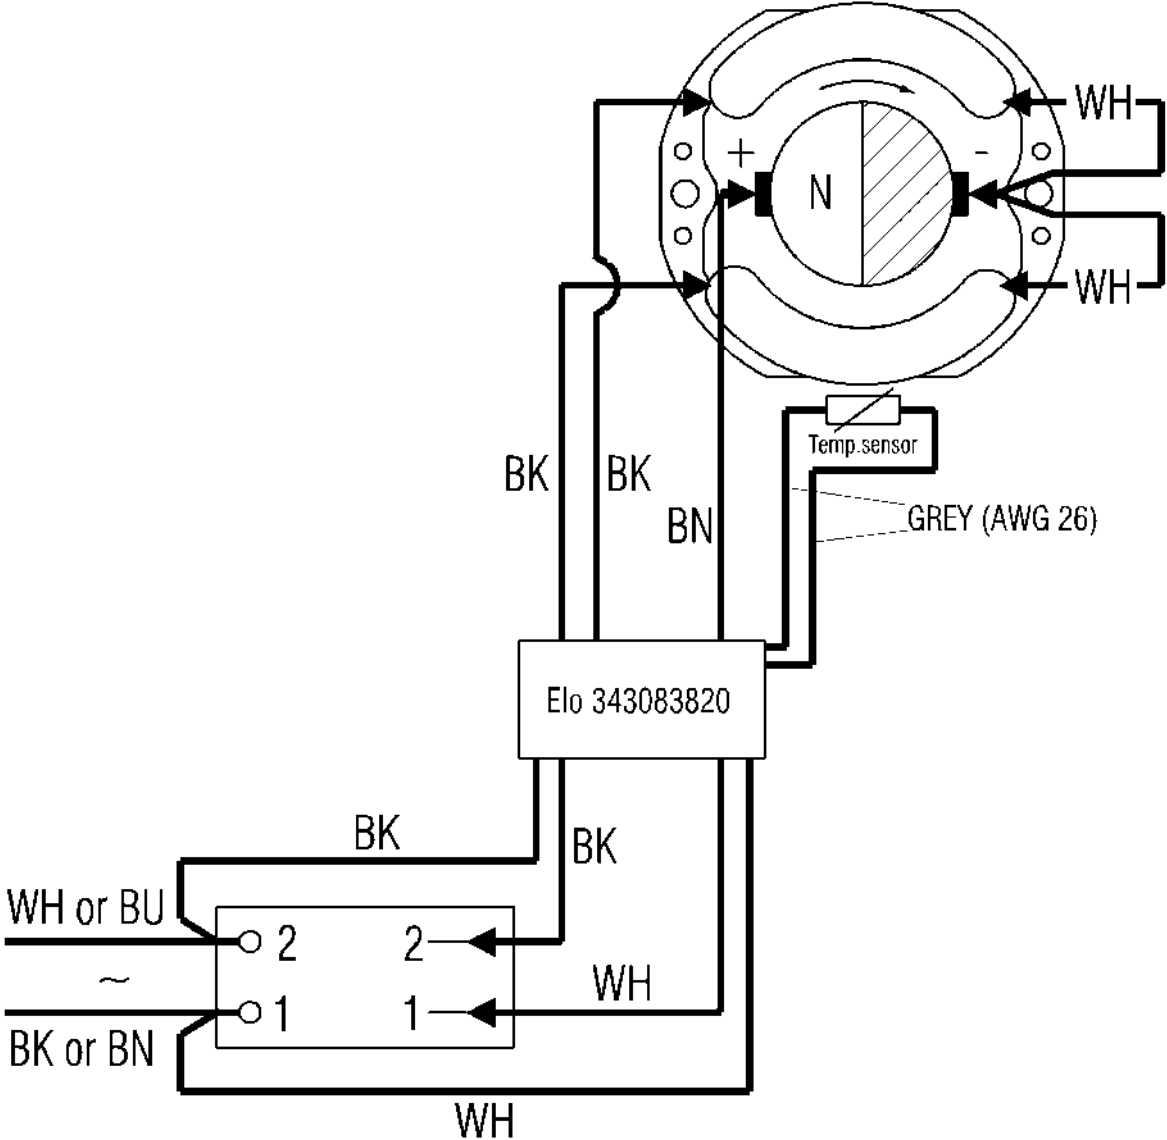 WH
+
-
N
WH
Temp.sensor
BK
BK
BN
GREY (AWG 26)
Elo 343083820
BK
BK
WH or BU
2
2
~
WH
1
1
BK or BN
WH